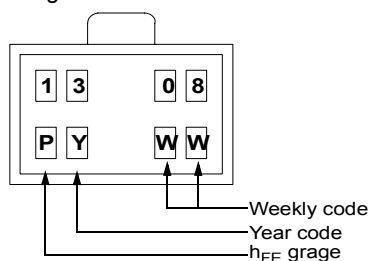 1 3 0 8
P Y W W
Weekly code
Year code
hFE grage